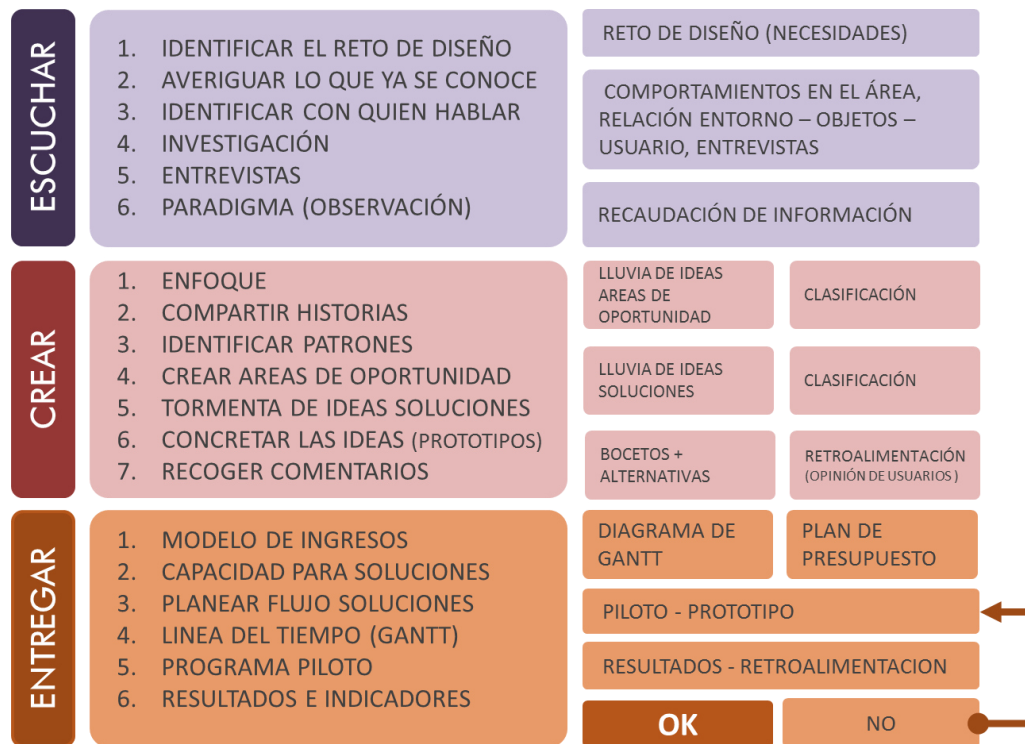 ESCUCHAR
1. IDENTIFICAR EL RETO DE DISEÑO
2. AVERIGUAR LO QUE YA SE CONOCE
3. IDENTIFICAR CON QUIEN HABLAR
4. INVESTIGACIÓN
5. ENTREVISTAS
6. PARADIGMA (OBSERVACIÓN)
RETO DE DISEÑO (NECESIDADES)
COMPORTAMIENTOS EN EL ÁREA,
RELACIÓN ENTORNO – OBJETOS –
USUARIO, ENTREVISTAS
RECAUDACIÓN DE INFORMACIÓN
CREAR
1. ENFOQUE
2. COMPARTIR HISTORIAS
3. IDENTIFICAR PATRONES
4. CREAR AREAS DE OPORTUNIDAD
5. TORMENTA DE IDEAS SOLUCIONES
6. CONCRETAR LAS IDEAS (PROTOTIPOS)
7. RECOGER COMENTARIOS
LLUVIA DE IDEAS
AREAS DE
OPORTUNIDAD
CLASIFICACIÓN
LLUVIA DE IDEAS
SOLUCIONES
CLASIFICACIÓN
BOCETOS +
ALTERNATIVAS
RETROALIMENTACIÓN
(OPINIÓN DE USUARIOS )
ENTREGAR
1. MODELO DE INGRESOS
2. CAPACIDAD PARA SOLUCIONES
3. PLANEAR FLUJO SOLUCIONES
4. LINEA DEL TIEMPO (GANTT)
5. PROGRAMA PILOTO
6. RESULTADOS E INDICADORES
DIAGRAMA DE
GANTT
PLAN DE
PRESUPUESTO
PILOTO - PROTOTIPO
RESULTADOS - RETROALIMENTACION
OK
NO